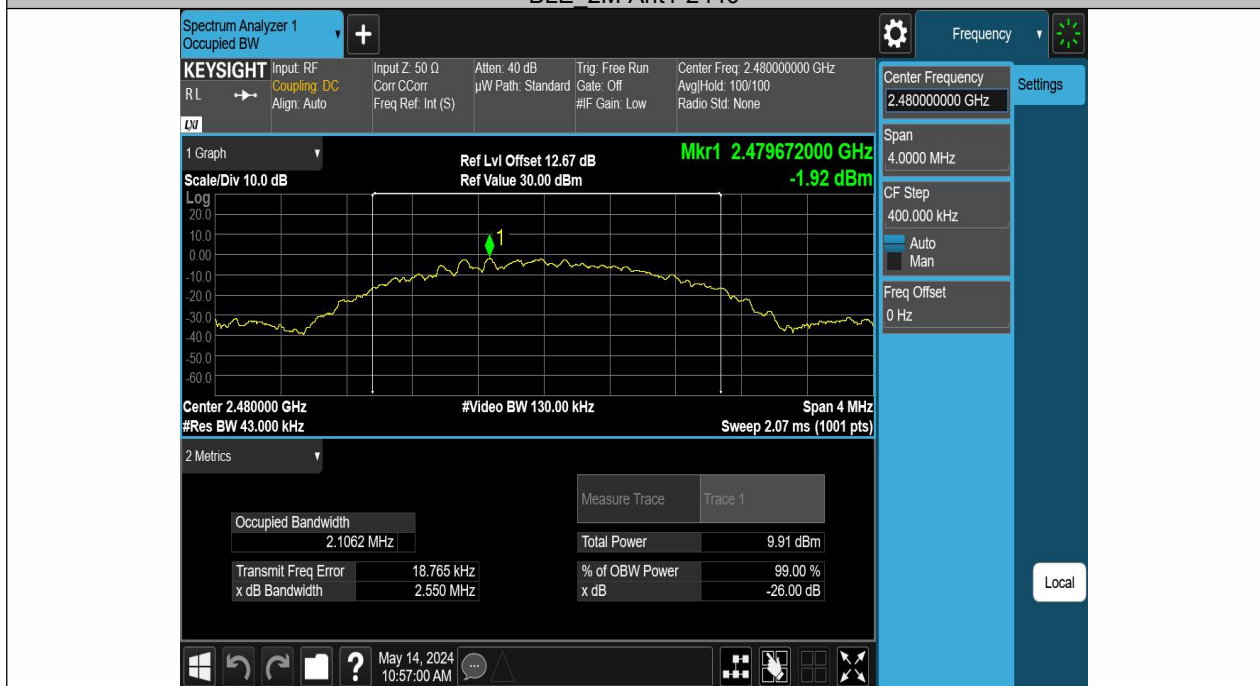 Spectrum Analyzer 1
Occupied BW
+
Frequency
KEYSIGHT
RL
LXI
Input: RF
Coupling: DC
Align: Auto
Input Z: 50 Ω
Corr CCorr
Freq Ref: Int (S)
Atten: 40 dB
µW Path: Standard
Trig: Free Run
Gate: Off
#IF Gain: Low
Center Freq: 2.480000000 GHz
Avg|Hold: 100/100
Radio Std: None
Center Frequency
2.480000000 GHz
Settings
Span
4.0000 MHz
CF Step
400.000 kHz
Auto
Man
Freq Offset
0 Hz
Local
1 Graph
Scale/Div 10.0 dB
Ref Lvl Offset 12.67 dB
Ref Value 30.00 dBm
Mkr1 2.479672000 GHz
-1.92 dBm
Log
20.0
10.0
0.00
-10.0
-20.0
-30.0
-40.0
-50.0
-60.0
1
Center 2.480000 GHz
#Video BW 130.00 kHz
Span 4 MHz
#Res BW 43.000 kHz
Sweep 2.07 ms (1001 pts)
2 Metrics
Measure Trace
Trace 1
Occupied Bandwidth
2.1062 MHz
Total Power 9.91 dBm
Transmit Freq Error 18.765 kHz
% of OBW Power 99.00 %
x dB Bandwidth 2.550 MHz
x dB -26.00 dB
?
May 14, 2024
10:57:00 AM